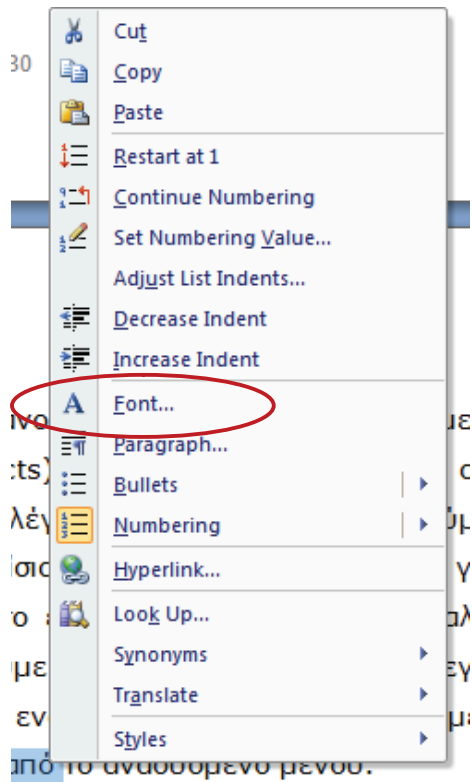 Cut
30
Copy
Paste
Restart at 1
Continue Numbering
Set Numbering Value...
Adjust List Indents...
Decrease Indent
Increase Indent
Font...
Paragraph...
Bullets
Numbering
Hyperlink...
Look Up...
Synonyms
Translate
Styles
από το αναδυόμενο μενού.